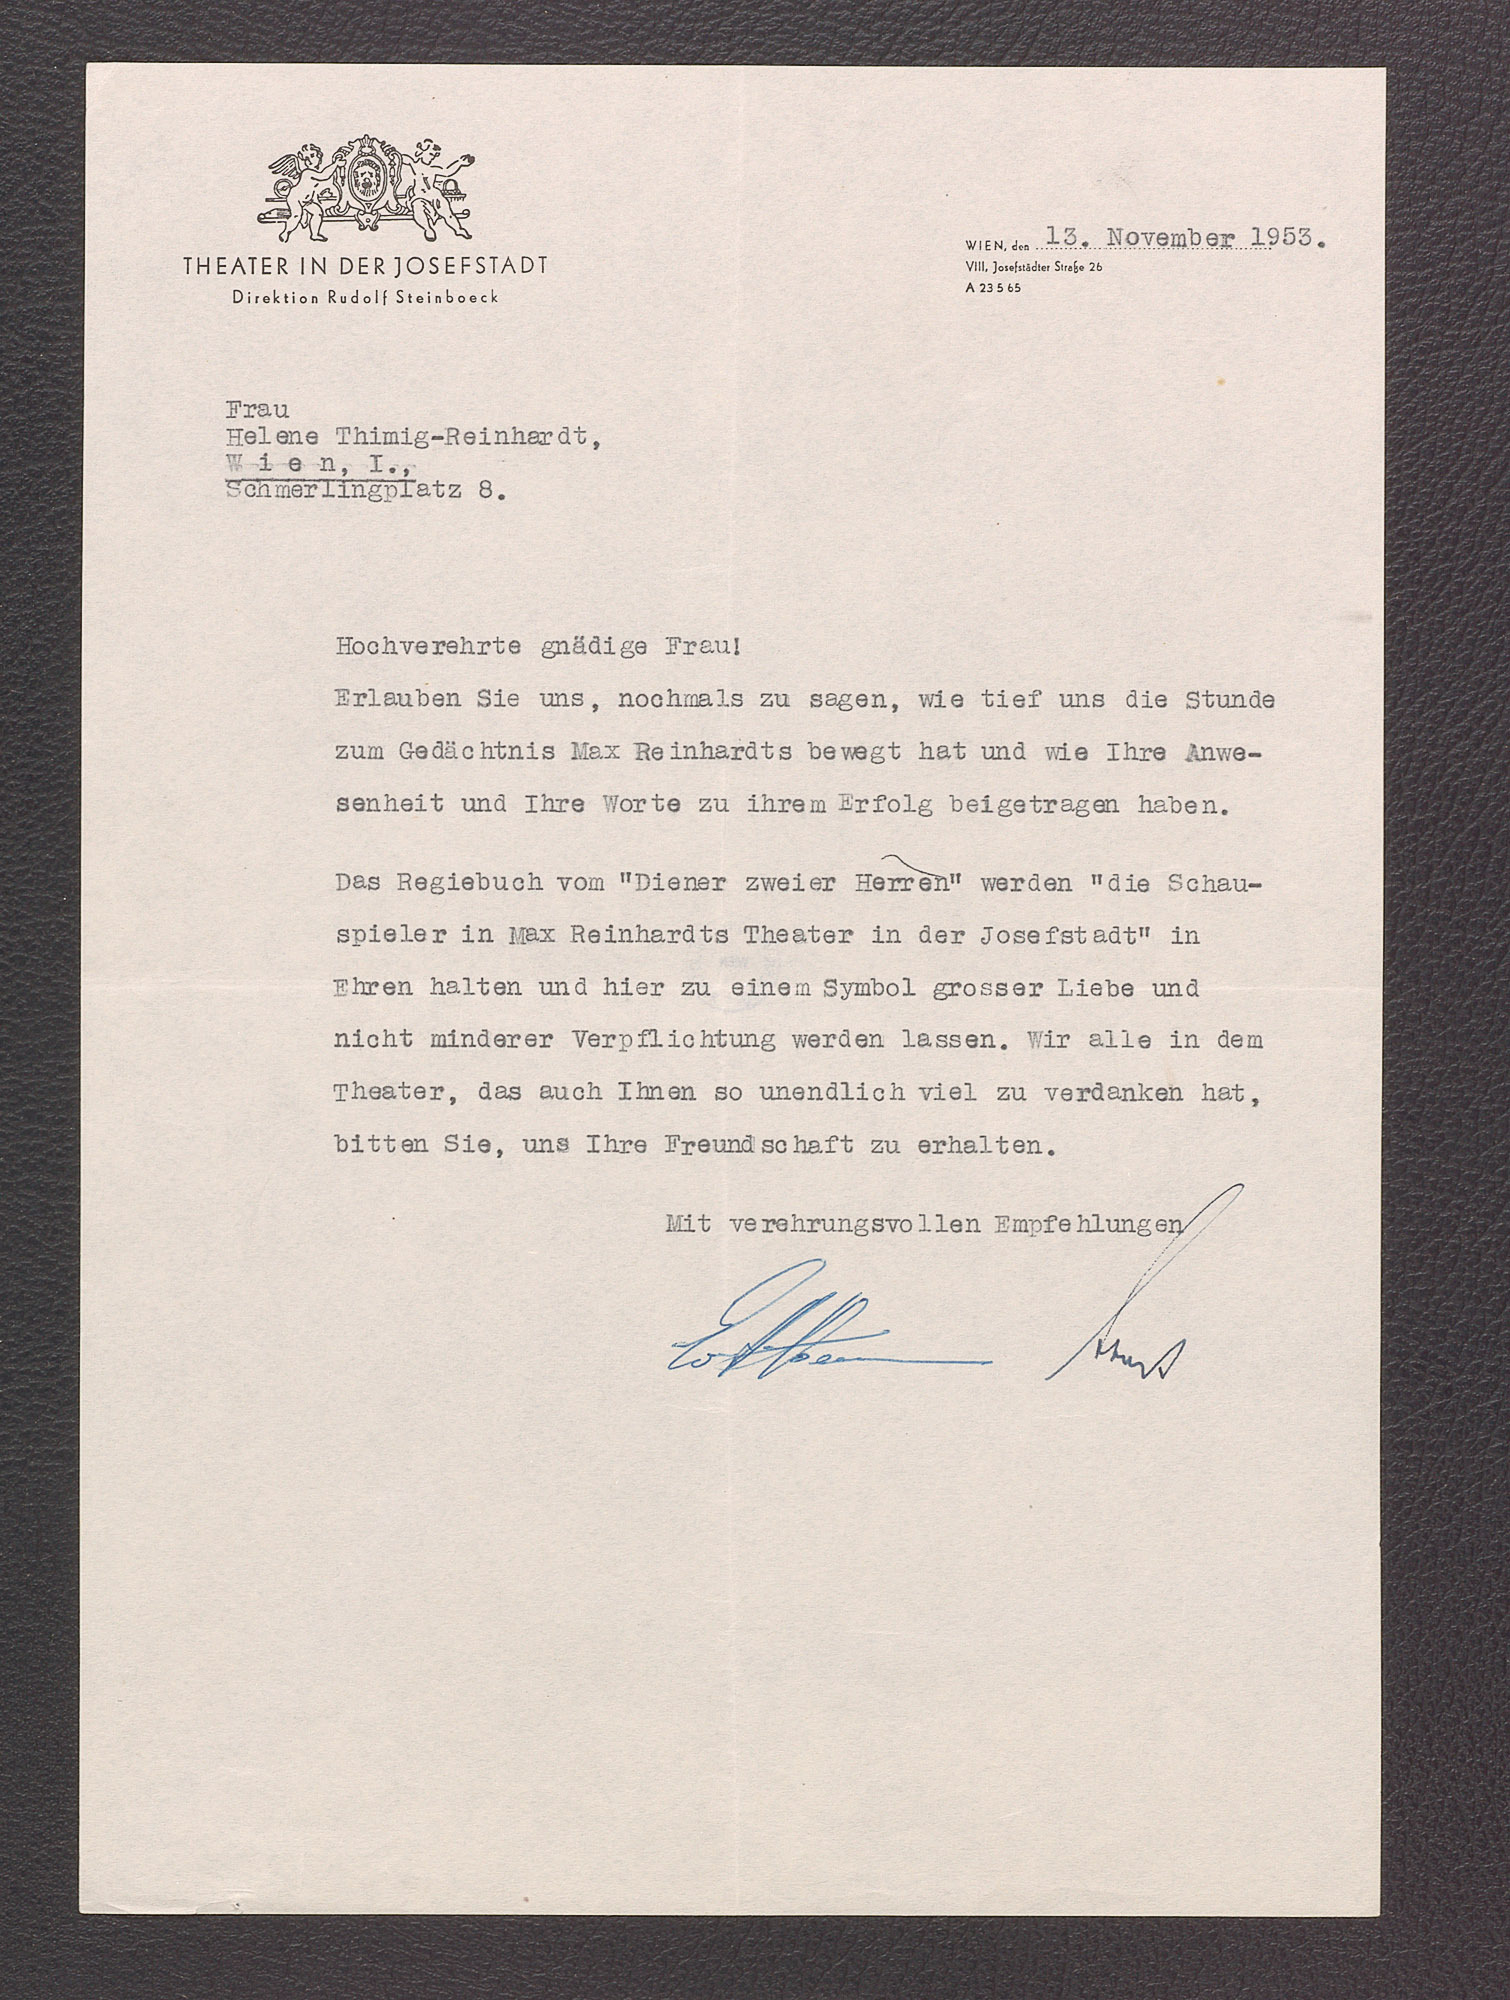 THEATER IN DER JOSEFSTADT
Direktion Rudolf Steinboeck
WIEN, den 13. November 1953.
VIII, Josefstädter Straße 26
A 23 5 65
Frau
Helene Thimig-Reinhardt,
W i e n, I.,
Schmerlingplatz 8.
Hochverehrte gnädige Frau!
Erlauben Sie uns, nochmals zu sagen, wie tief uns die Stunde
zum Gedächtnis Max Reinhardts bewegt hat und wie Ihre Anwe-
senheit und Ihre Worte zu ihrem Erfolg beigetragen haben.
Das Regiebuch vom "Diener zweier Herren" werden "die Schau-
spieler in Max Reinhardts Theater in der Josefstadt" in
Ehren halten und hier zu einem Symbol grosser Liebe und
nicht minderer Verpflichtung werden lassen. Wir alle in dem
Theater, das auch Ihnen so unendlich viel zu verdanken hat,
bitten Sie, uns Ihre Freundschaft zu erhalten.
Mit verehrungsvollen Empfehlungen